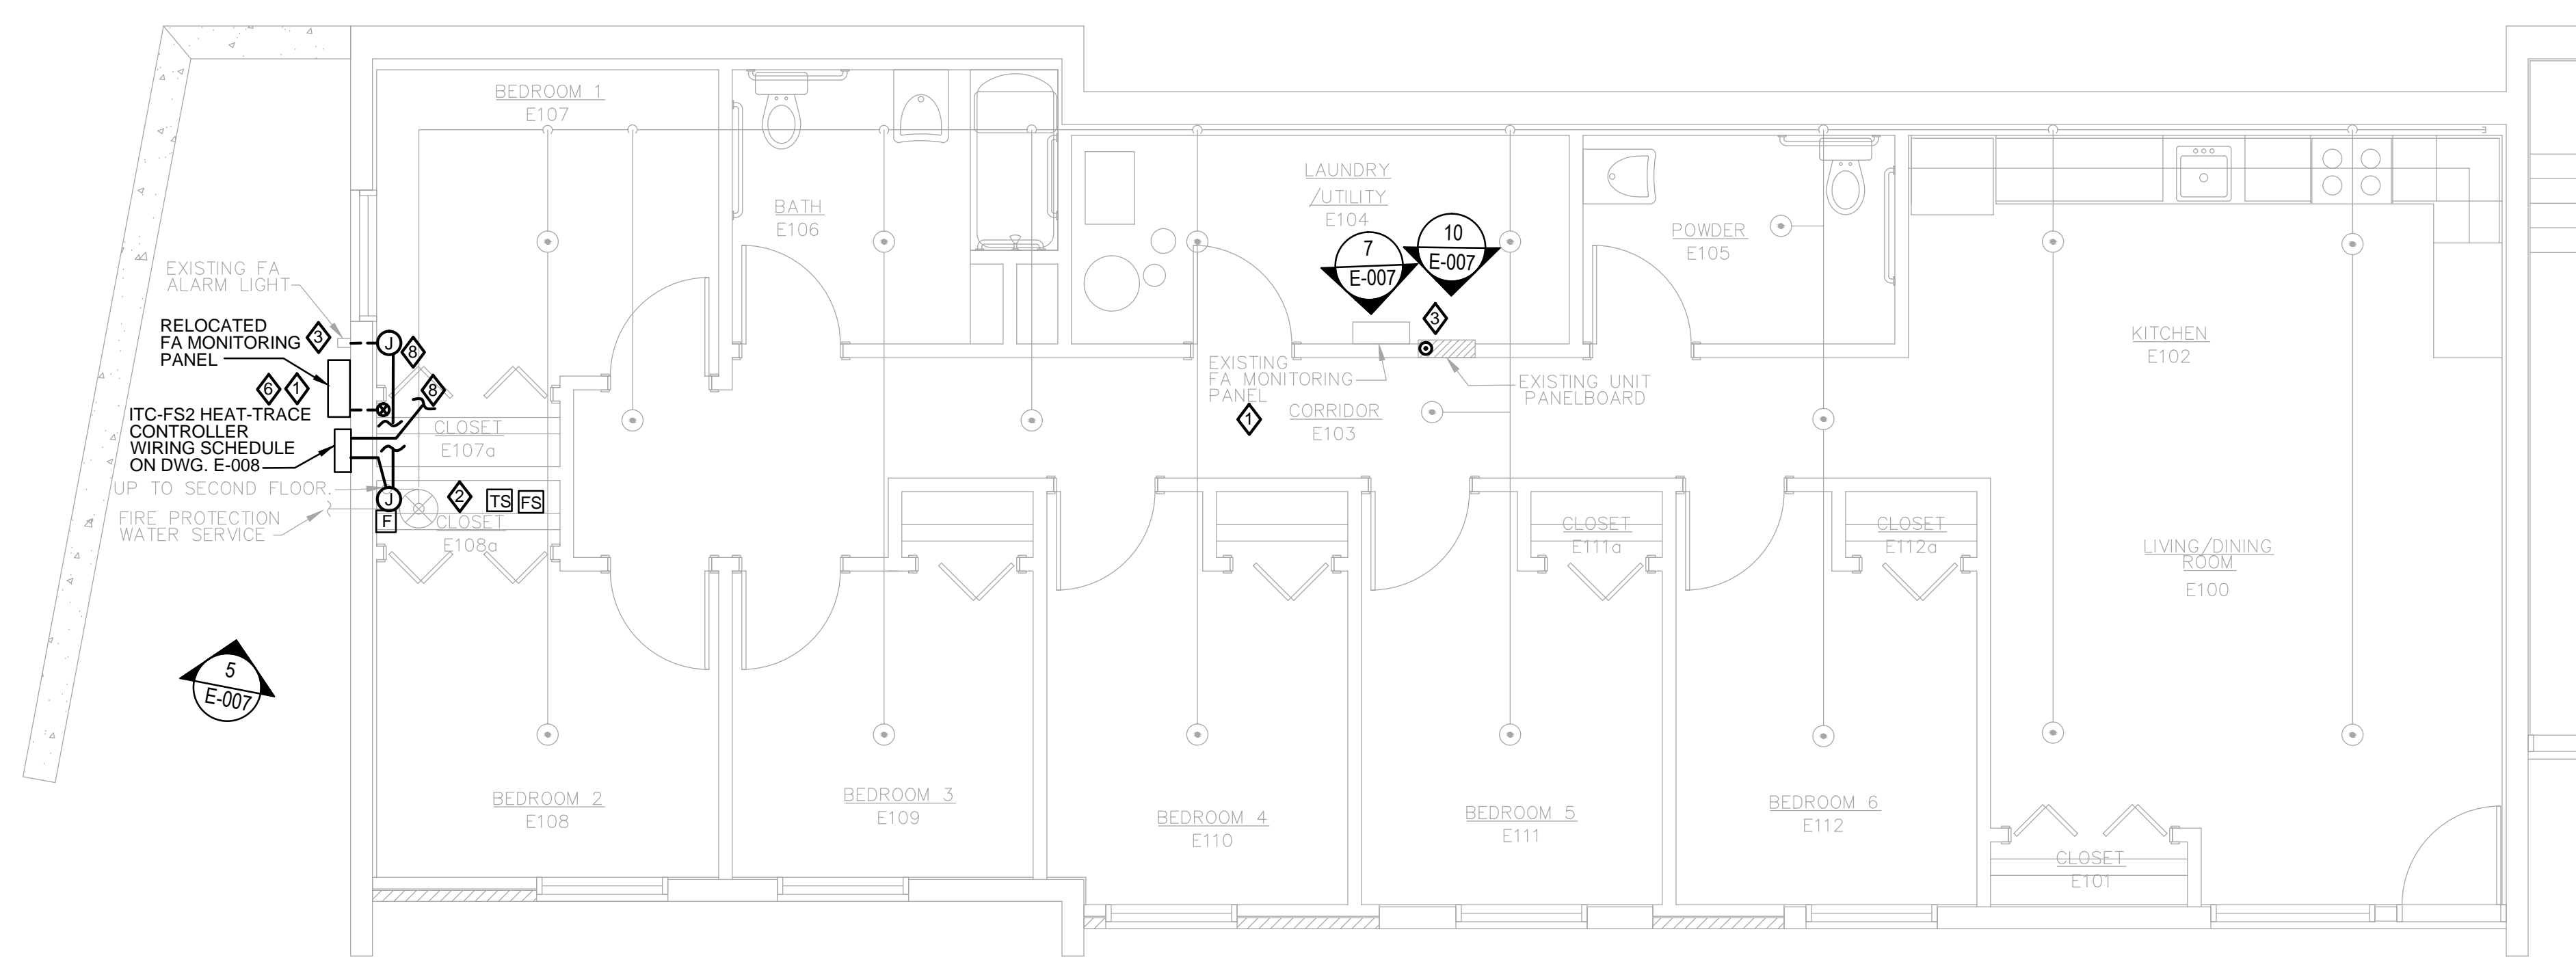 BEDROOM 1
E107
BATH
E106
LAUNDRY
/UTILITY
E104
7
E-007
10
E-007
3
POWDER
E105
KITCHEN
E102
EXISTING FA
ALARM LIGHT
RELOCATED
FA MONITORING
PANEL
3
J
8
6
1
8
ITC-FS2 HEAT-TRACE
CONTROLLER
WIRING SCHEDULE
ON DWG. E-008
UP TO SECOND FLOOR.
FIRE PROTECTION
WATER SERVICE
CLOSET
E107a
J
F
2
TS
FS
CLOSET
E108a
EXISTING
FA MONITORING
PANEL
1
CORRIDOR
E103
EXISTING UNIT
PANELBOARD
CLOSET
E111a
CLOSET
E112a
LIVING/DINING
ROOM
E100
5
E-007
BEDROOM 2
E108
BEDROOM 3
E109
BEDROOM 4
E110
BEDROOM 5
E111
BEDROOM 6
E112
CLOSET
E101